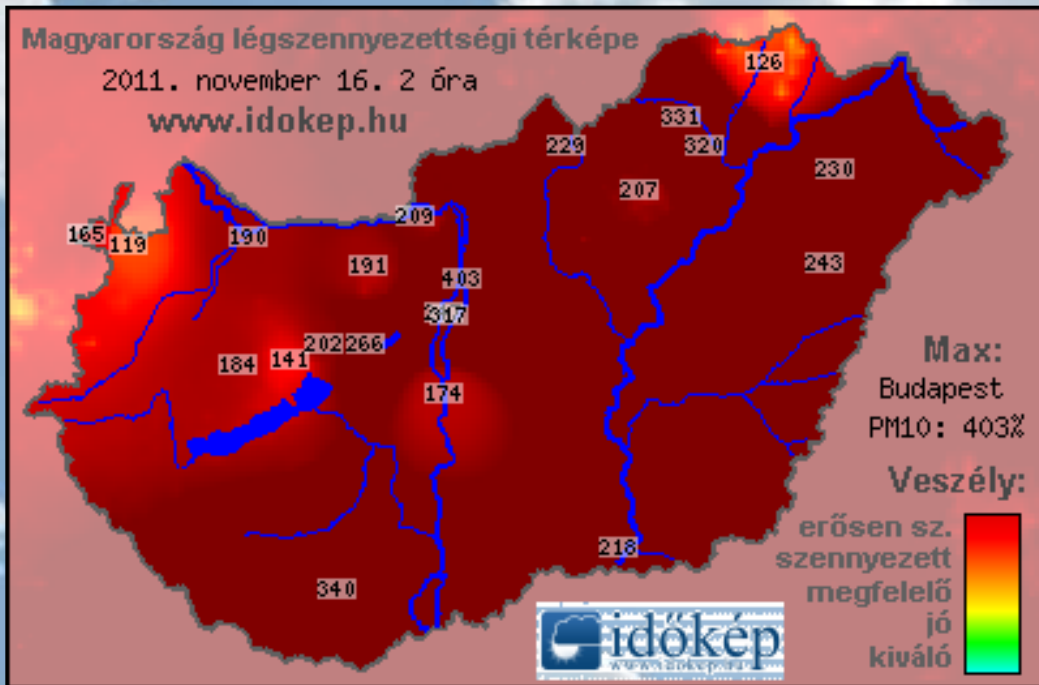 Magyarország légszennyezettségi térképe
2011. november 16. 2 óra
www.idokep.hu
126
331
229
320
230
207
209
165
119
190
191
403
243
317
202
266
184
141
174
218
340
Max:
Budapest
PM10: 403%
Veszély:
erősen sz.
szennyezett
megfelelő
jó
kiváló
időkép